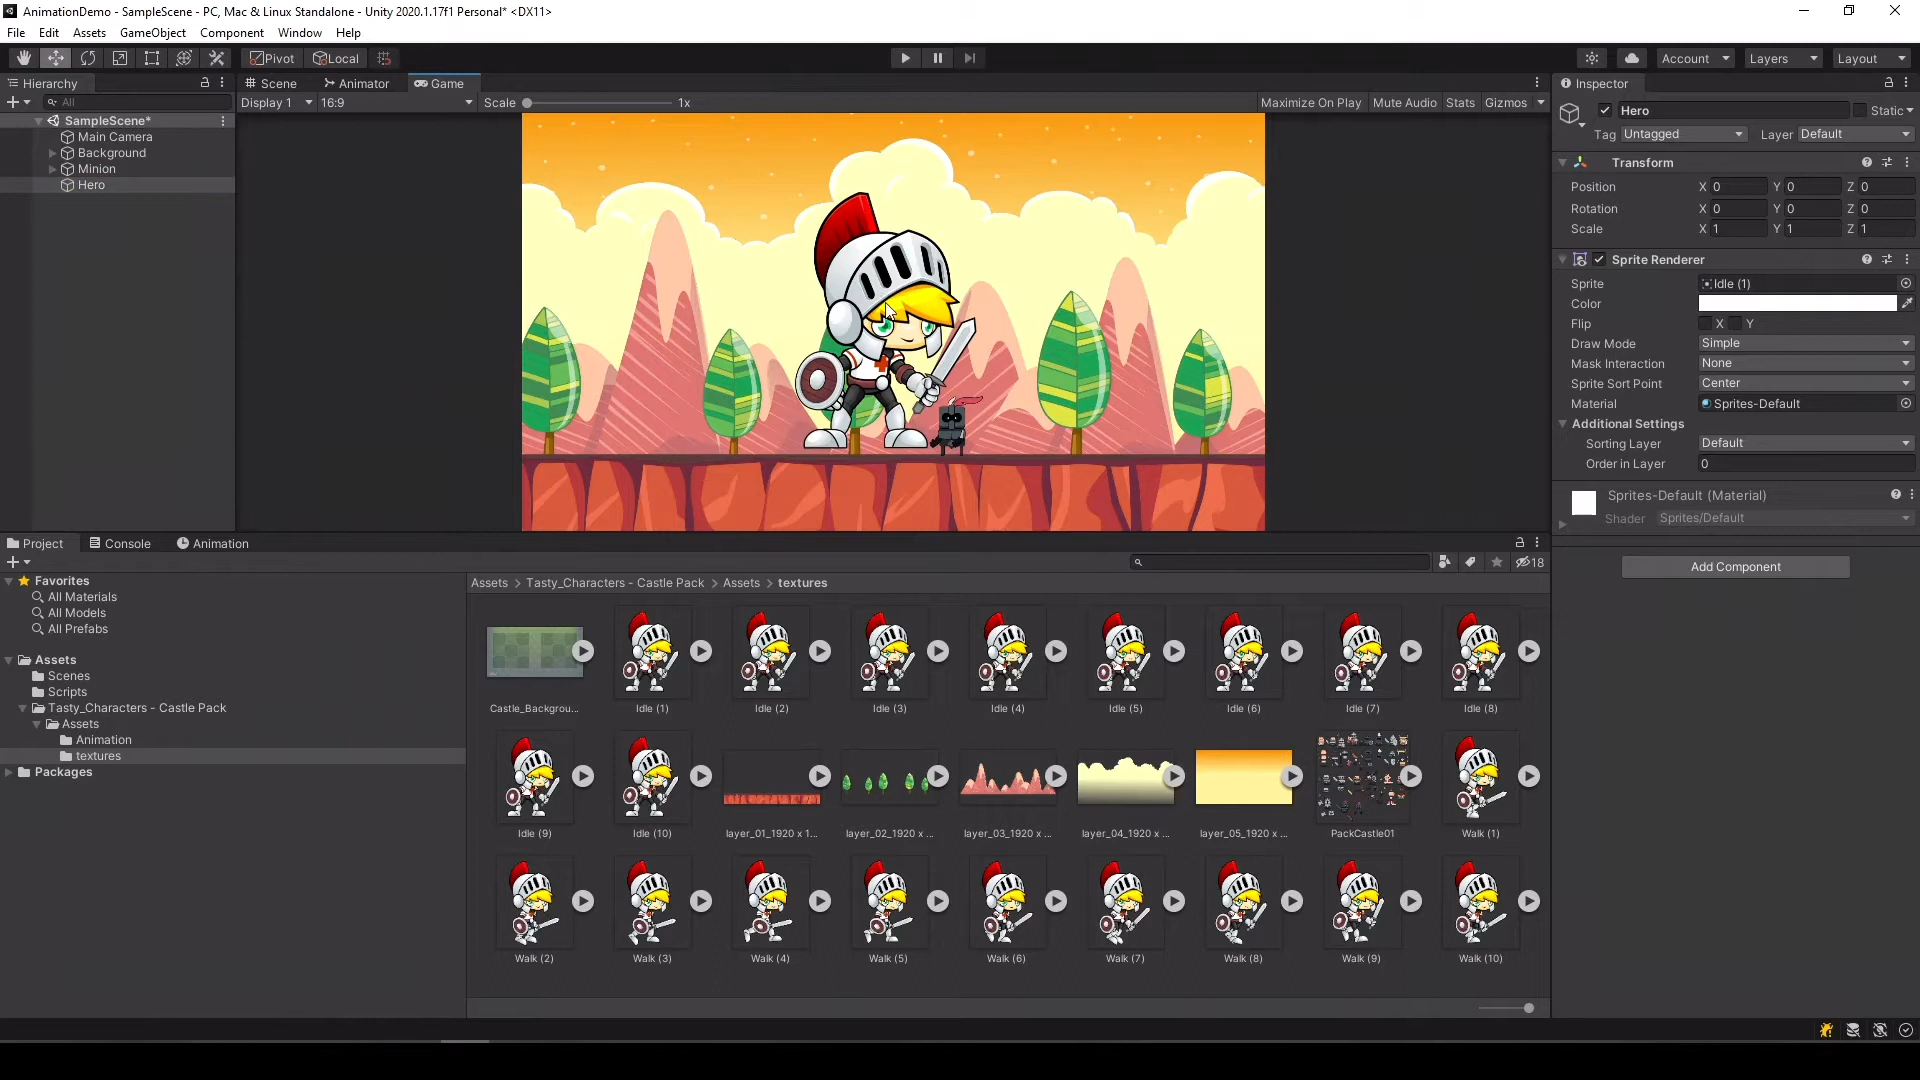 AnimationDemo - SampleScene - PC, Mac & Linux Standalone - Unity 2020.1.17f1 Personal* <DX11>
File Edit Assets GameObject Component Window Help
Pivot Local Account Layers Layout
Hierarchy
All
SampleScene*
Main Camera
Background
Minion
Hero
Scene Animator Game
Display 1 16:9 Scale 1x Maximize On Play Mute Audio Stats Gizmos
Inspector
Hero Static
Tag Untagged Layer Default
Transform
Position X 0 Y 0 Z 0
Rotation X 0 Y 0 Z 0
Scale X 1 Y 1 Z 1
Sprite Renderer
Sprite Idle (1)
Color
Flip X Y
Draw Mode Simple
Mask Interaction None
Sprite Sort Point Center
Material Sprites-Default
Additional Settings
Sorting Layer Default
Order in Layer 0
Sprites-Default (Material)
Shader Sprites/Default
Add Component
Project Console Animation
18
Favorites
All Materials
All Models
All Prefabs
Assets
Scenes
Scripts
Tasty_Characters - Castle Pack
Assets
Animation
textures
Packages
Assets > Tasty_Characters - Castle Pack > Assets > textures
Castle_Backgrou... Idle (1) Idle (2) Idle (3) Idle (4) Idle (5) Idle (6) Idle (7) Idle (8)
Idle (9) Idle (10) layer_01_1920 x 1... layer_02_1920 x ... layer_03_1920 x ... layer_04_1920 x ... layer_05_1920 x ... PackCastle01 Walk (1)
Walk (2) Walk (3) Walk (4) Walk (5) Walk (6) Walk (7) Walk (8) Walk (9) Walk (10)